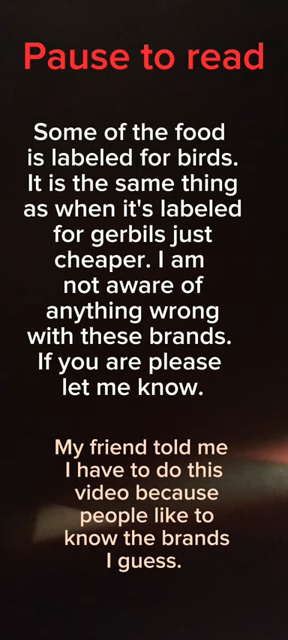 Pause to read
Some of the food
is labeled for birds.
It is the same thing
as when it's labeled
for gerbils just
cheaper. I am
not aware of
anything wrong
with these brands.
If you are please
let me know.
My friend told me
I have to do this
video because
people like to
know the brands
I guess.